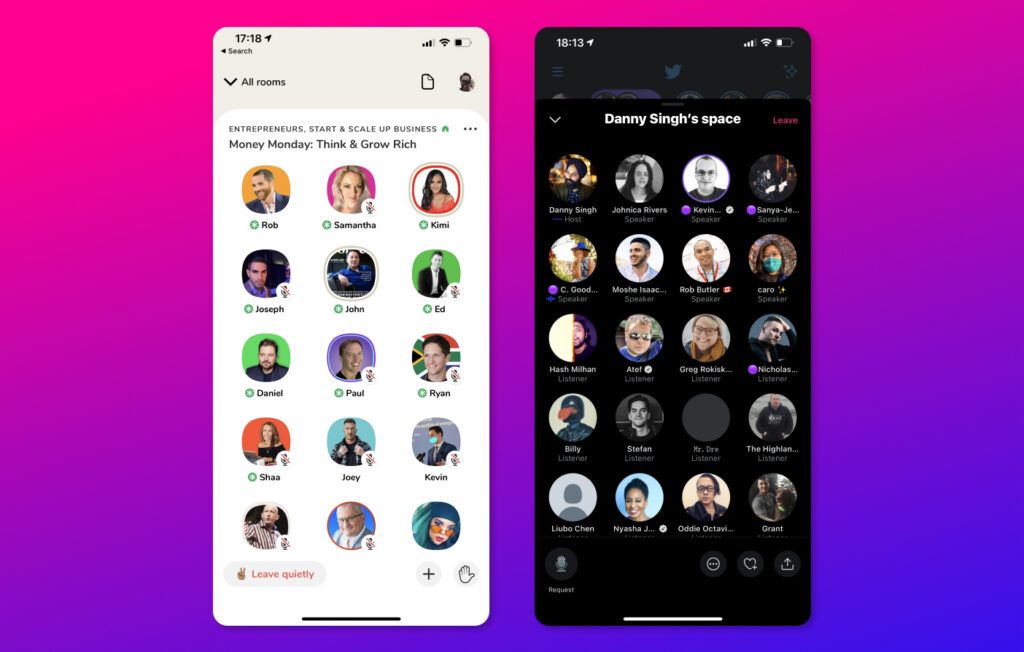 17:18
Search
All rooms
ENTREPRENEURS, START & SCALE UP BUSINESS
Money Monday: Think & Grow Rich
Rob Samantha Kimi
Joseph John Ed
Daniel Paul Ryan
Shaa Joey Kevin
Leave quietly
18:13
Danny Singh's space Leave
Danny Singh Johnica Rivers Kevin... Sanya-Je...
Host Speaker Speaker Speaker
C. Good... Moshe Isaac... Rob Butler caro
Speaker Speaker Speaker Speaker
Hash Milhan Atef Greg Rokisk... Nicholas...
Listener Listener Listener Listener
Billy Stefan Mr. Dre The Highlan...
Listener Listener Listener Listener
Liubo Chen Nyasha J... Oddie Octavi... Grant
Listener Listener Listener Listener
Request